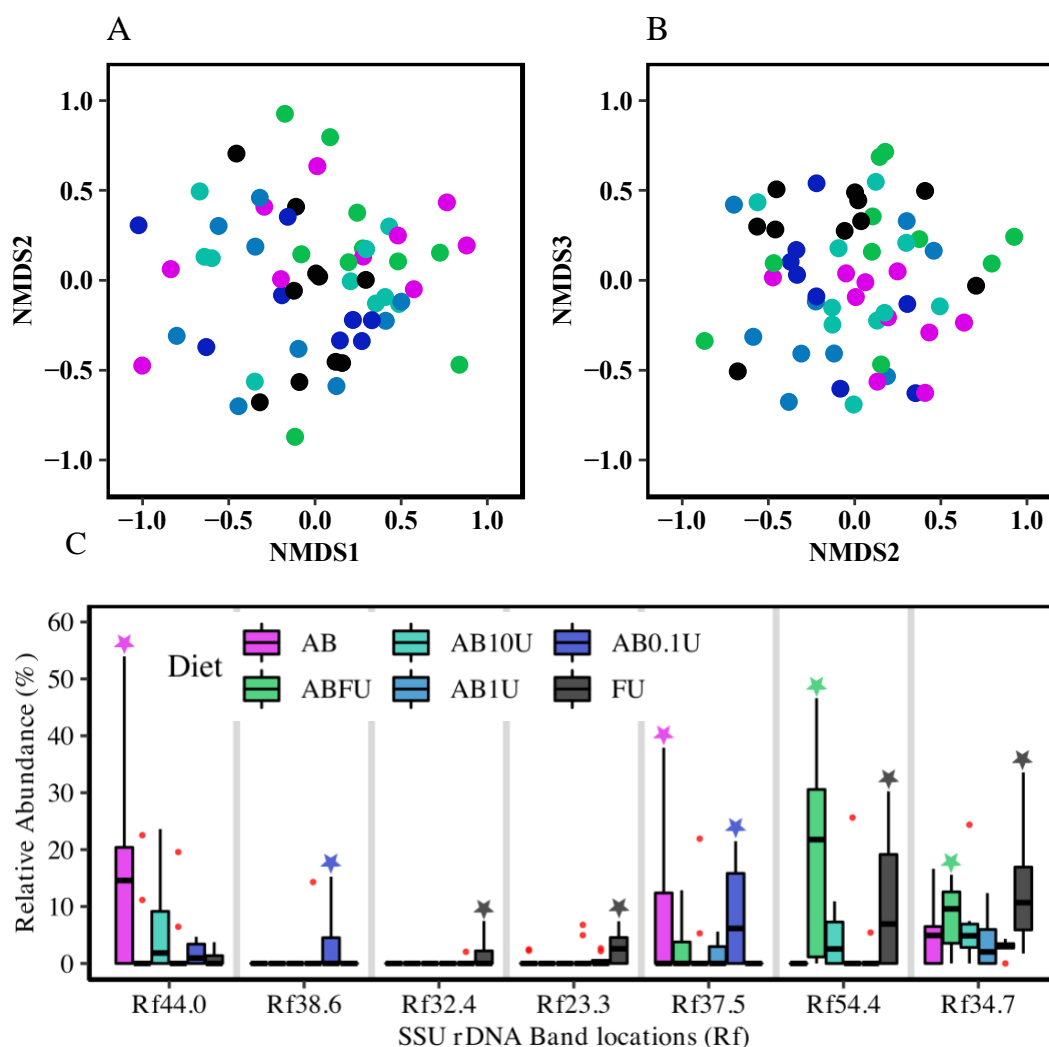 A
B
1.0
0.5
0.0
−0.5
−1.0
NMDS2
−1.0
−0.5
0.0
0.5
1.0
NMDS1
1.0
0.5
0.0
−0.5
−1.0
NMDS3
−1.0
−0.5
0.0
0.5
1.0
NMDS2
C
60
50
40
30
20
10
0
Relative Abundance (%)
Diet
AB
AB10U
AB0.1U
ABFU
AB1U
FU
Rf44.0
Rf38.6
Rf32.4
Rf23.3
Rf37.5
Rf54.4
Rf34.7
SSU rDNA Band locations (Rf)